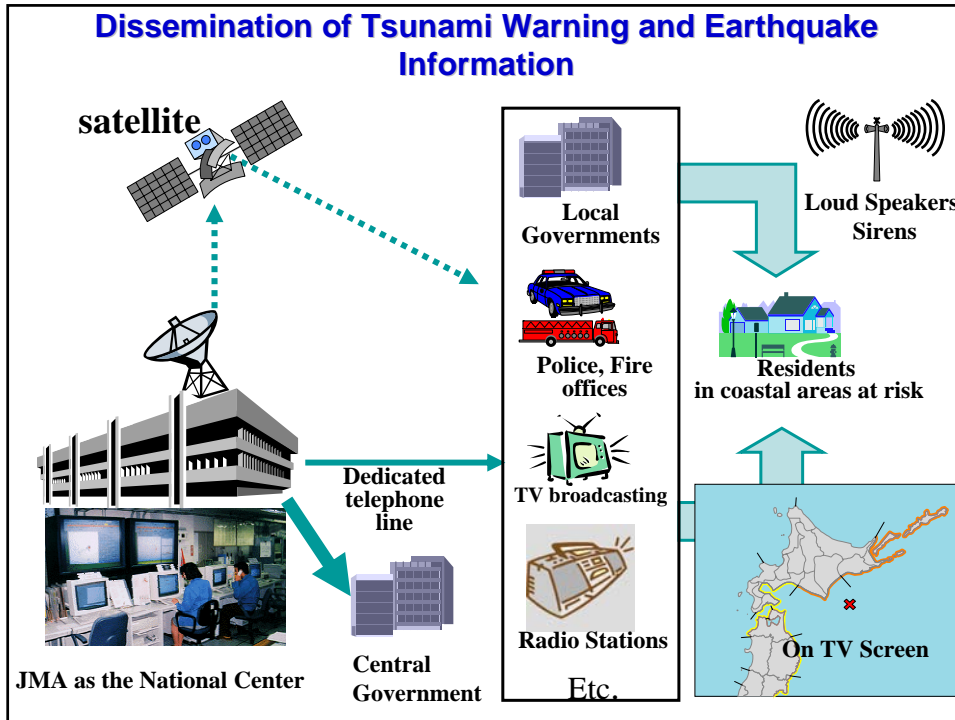 Dissemination of Tsunami Warning and Earthquake
Information
satellite
Local
Governments
Loud Speakers
Sirens
Police, Fire
offices
Residents
in coastal areas at risk
Dedicated
telephone
line
TV broadcasting
Radio Stations
On TV Screen
JMA as the National Center
Central
Government
Etc.